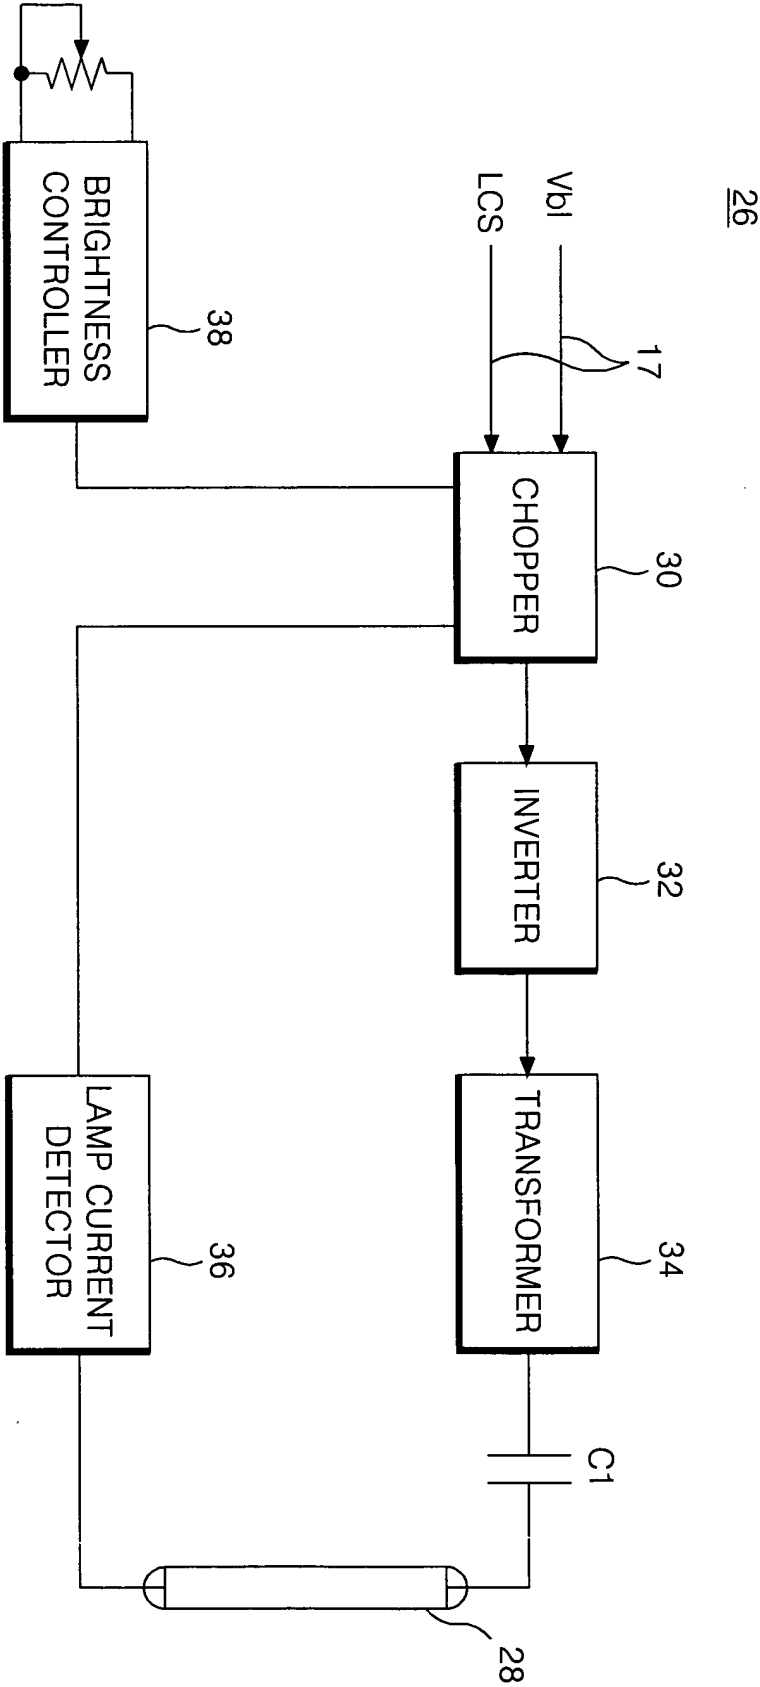 26
17
Vbl
LCS
30
CHOPPER
32
INVERTER
34
TRANSFORMER
C1
28
38
BRIGHTNESS
CONTROLLER
36
LAMP CURRENT
DETECTOR